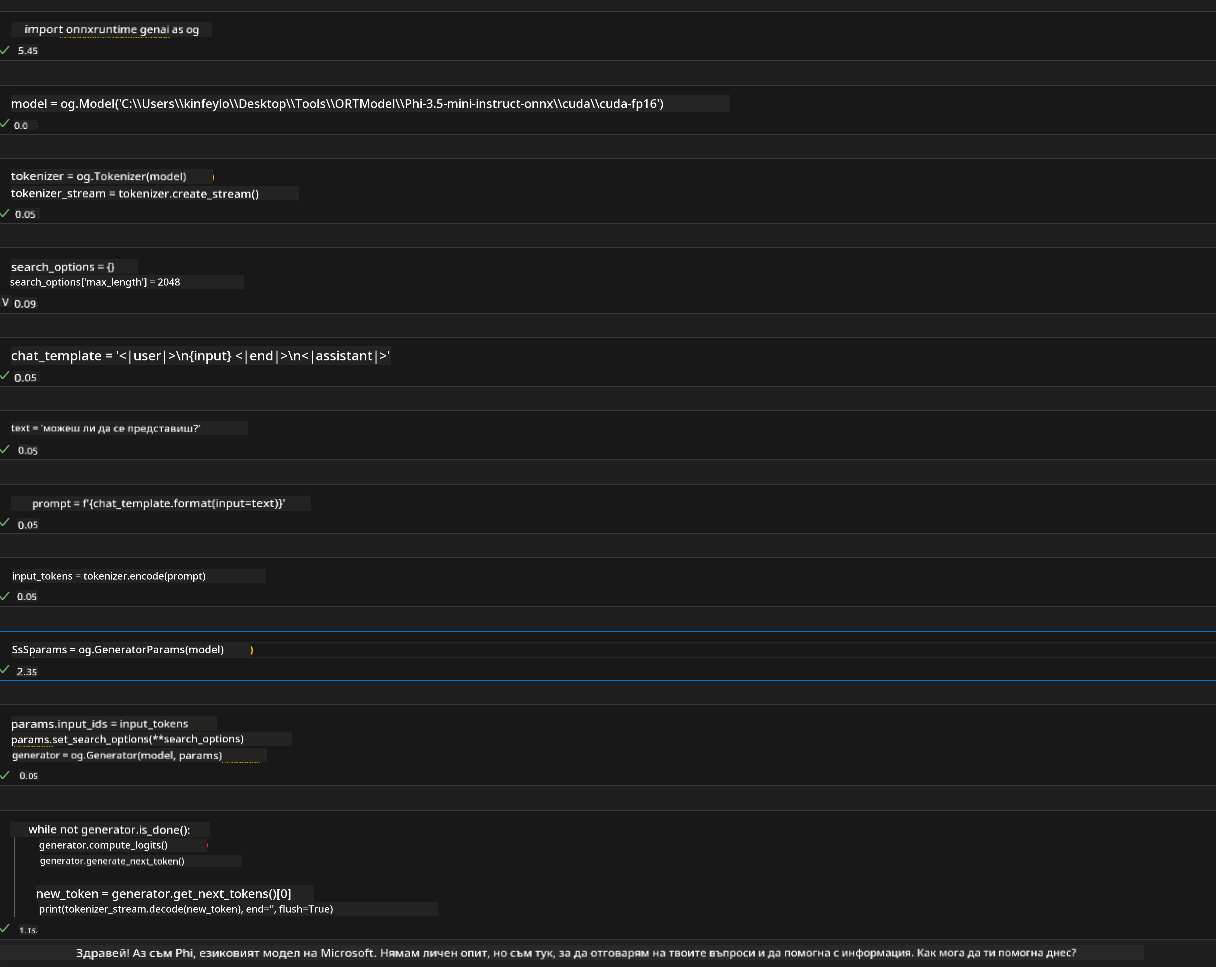 import onnxruntime genai as og
5.45
model = og.Model('C:\\Users\\kinfeylo\\Desktop\\Tools\\ORTModel\\Phi-3.5-mini-instruct-onnx\\cuda\\cuda-fp16')
0.0
tokenizer = og.Tokenizer(model) )
tokenizer_stream = tokenizer.create_stream()
0.05
search_options = {}
search_options['max_length'] = 2048
V 0.09
chat_template = '<|user|>\n{input} <|end|>\n<|assistant|>'
0.05
text = 'можеш ли да се представиш?'
0.05
prompt = f'{chat_template.format(input=text)}'
0.05
input_tokens = tokenizer.encode(prompt)
0.05
SsSparams = og.GeneratorParams(model) )
2.35
params.input_ids = input_tokens
params.set_search_options(**search_options)
generator = og.Generator(model, params)
0.05
while not generator.is_done():
generator.compute_logits()
generator.generate_next_token()
new_token = generator.get_next_tokens()[0]
print(tokenizer_stream.decode(new_token), end='', flush=True)
1.15
Здравей! Аз съм Phi, езиковият модел на Microsoft. Нямам личен опит, но съм тук, за да отговарям на твоите въпроси и да помогна с информация. Как мога да ти помогна днес?